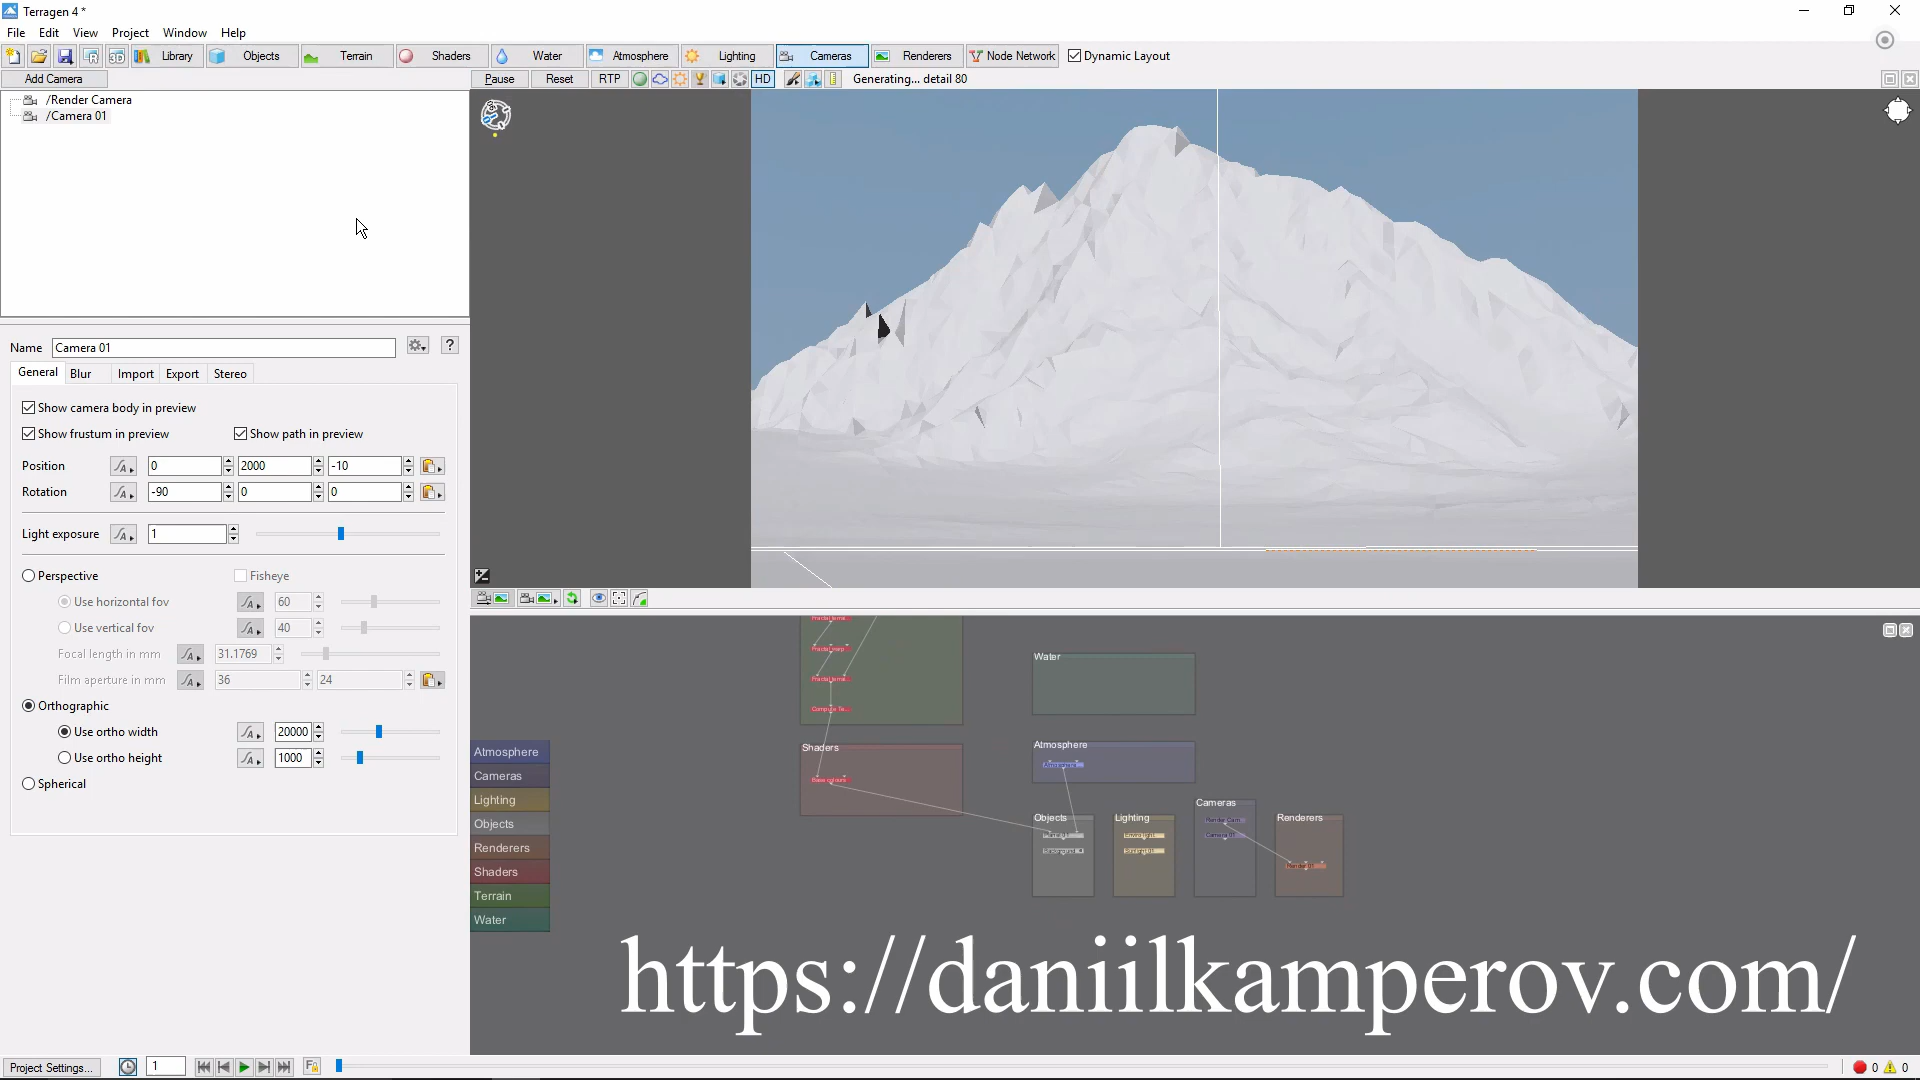 Terragen 4 *
File Edit View Project Window Help
Library Objects Terrain Shaders Water Atmosphere Lighting Cameras Renderers Node Network Dynamic Layout
Add Camera Pause Reset RTP HD Generating... detail 80
/Render Camera
/Camera 01
Name Camera 01 ?
General Blur Import Export Stereo
Show camera body in preview
Show frustum in preview Show path in preview
Position 0 2000 -10
Rotation -90 0 0
Light exposure 1
Perspective Fisheye
Use horizontal fov 60
Use vertical fov 40
Focal length in mm 31.1769
Film aperture in mm 36 24
Orthographic
Use ortho width 20000
Use ortho height 1000
Spherical
Water
Shaders
Atmosphere
Objects Lighting Cameras Renderers
Atmosphere
Cameras
Lighting
Objects
Renderers
Shaders
Terrain
Water
https://daniilkamperov.com/
Project Settings... 1 0 0